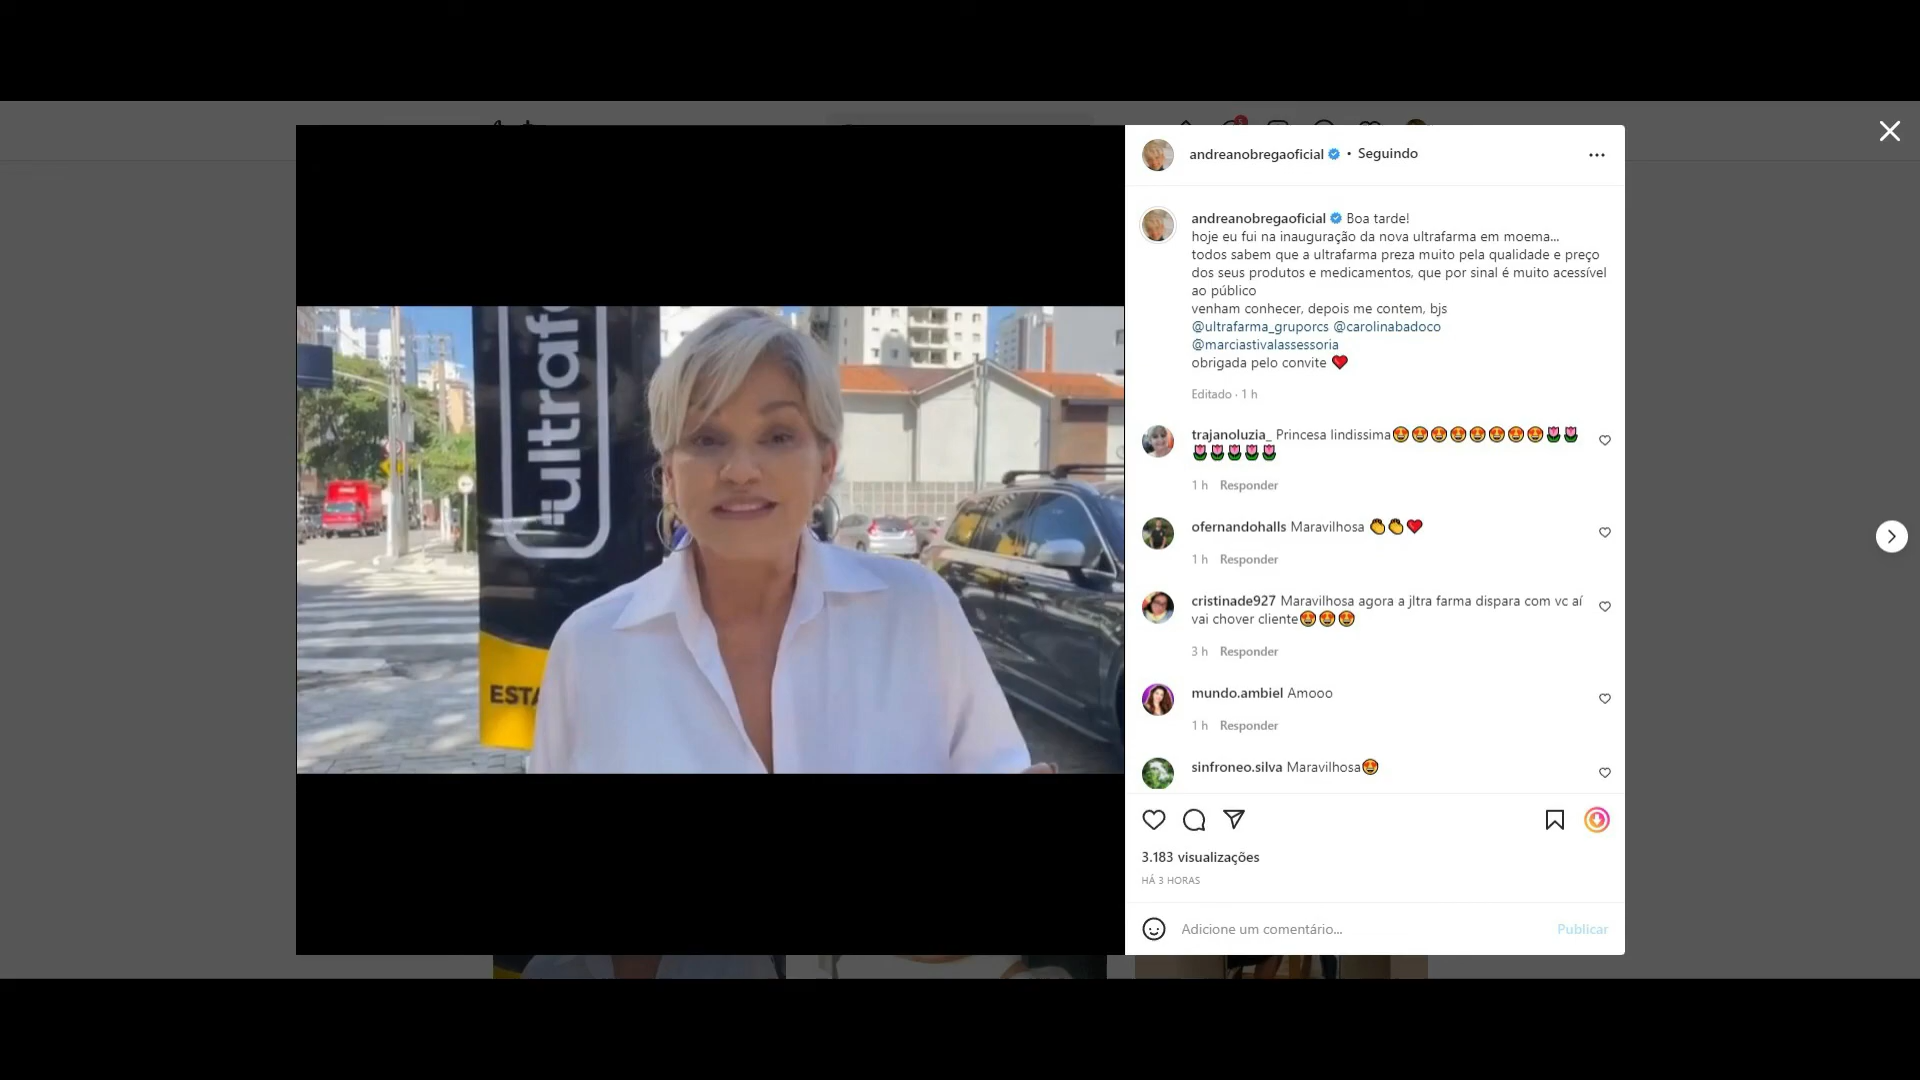 ultraf
ESTA
andreanobregaoficial • Seguindo
andreanobregaoficial Boa tarde!
hoje eu fui na inauguração da nova ultrafarma em moema...
todos sabem que a ultrafarma preza muito pela qualidade e preço
dos seus produtos e medicamentos, que por sinal é muito acessível
ao público
venham conhecer, depois me contem, bjs
@ultrafarma_gruporcs @carolinabadoco
@marciastivalassessoria
obrigada pelo convite ❤️
Editado · 1 h
trajanoluzia_ Princesa lindissima😍😍😍😍😍😍😍😍🌷🌷
🌷🌷🌷🌷🌷
1 h Responder
ofernandohalls Maravilhosa 👏👏❤️
1 h Responder
cristinade927 Maravilhosa agora a jltra farma dispara com vc aí
vai chover cliente😍😍😍
3 h Responder
mundo.ambiel Amooo
1 h Responder
sinfroneo.silva Maravilhosa😍
3.183 visualizações
HÁ 3 HORAS
Adicione um comentário...
Publicar